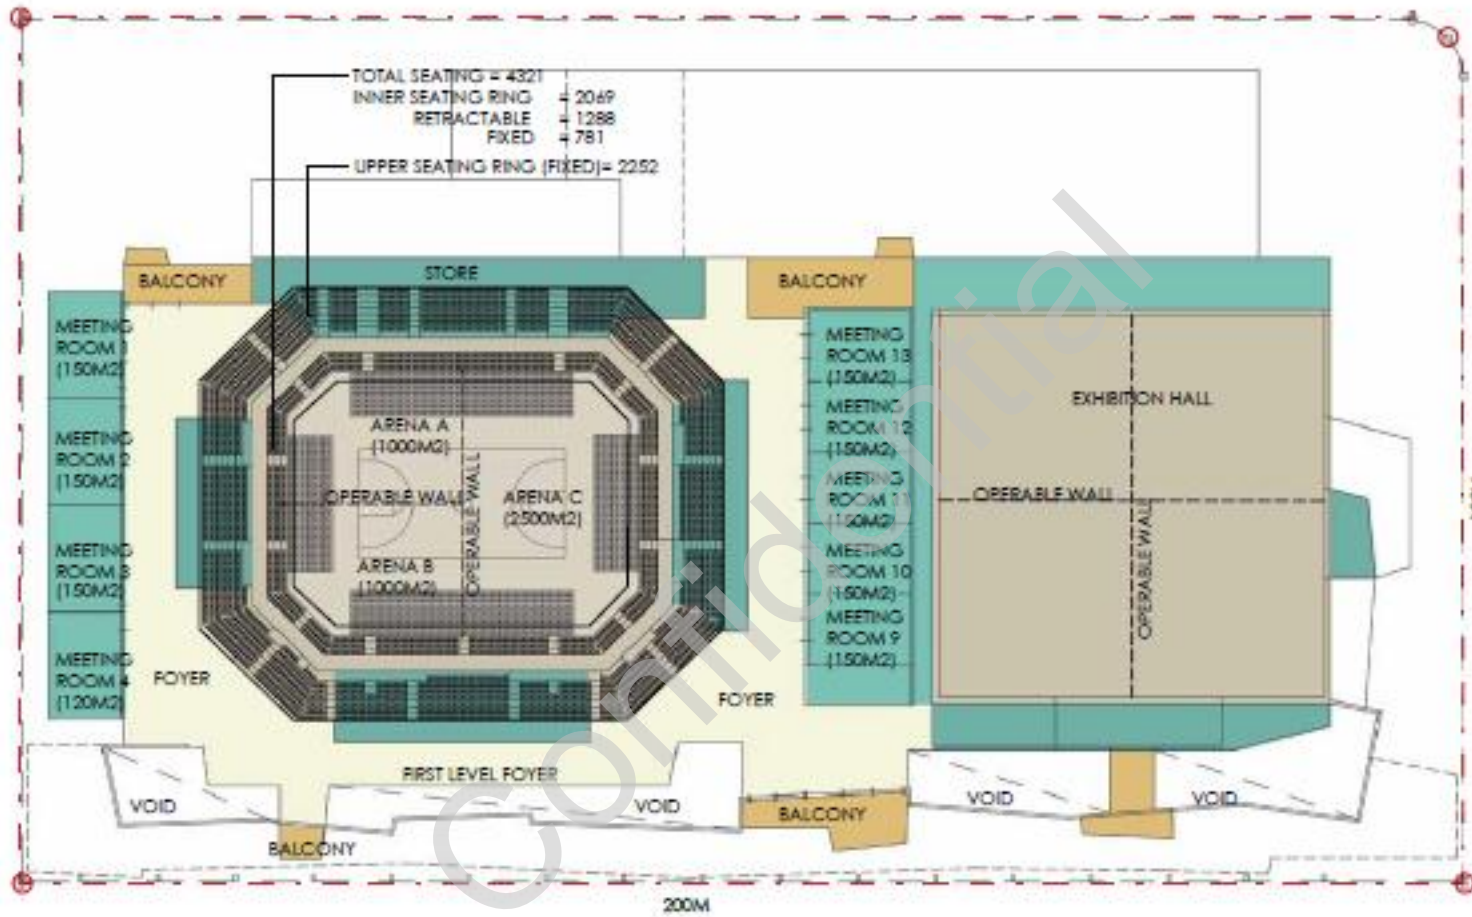 TOTAL SEATING = 4321
INNER SEATING RING = 2069
RETRACTABLE = 1288
FIXED = 781
UPPER SEATING RING (FIXED)= 2252
BALCONY
STORE
BALCONY
MEETING
ROOM 1
(150M2)
MEETING
ROOM 2
(150M2)
MEETING
ROOM 3
(150M2)
MEETING
ROOM 4
(120M2)
FOYER
ARENA A
(1000M2)
OPERABLE WALL
OPERABLE WALL
ARENA C
(2500M2)
ARENA B
(1000M2)
MEETING
ROOM 13
(150M2)
MEETING
ROOM 12
(150M2)
MEETING
ROOM 11
(150M2)
MEETING
ROOM 10
(150M2)
MEETING
ROOM 9
(150M2)
FOYER
EXHIBITION HALL
OPERABLE WALL
OPERABLE WALL
FIRST LEVEL FOYER
VOID
VOID
BALCONY
BALCONY
VOID
VOID
200M
Confidential